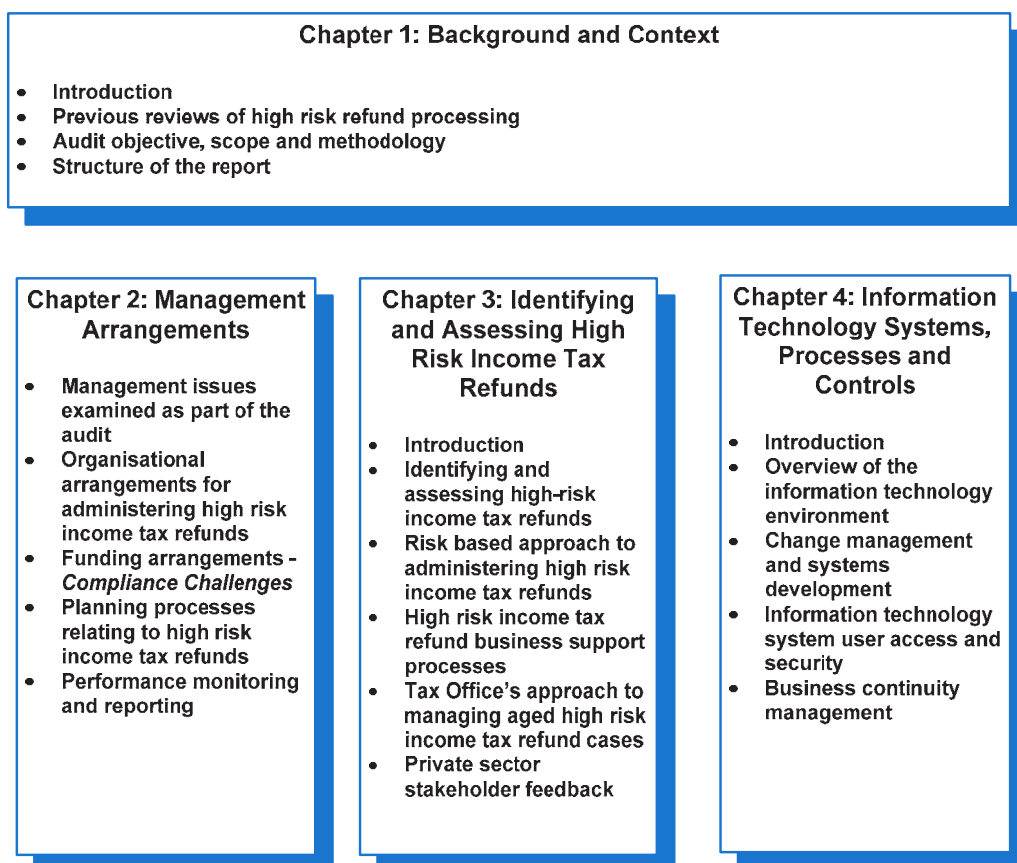 Chapter 1: Background and Context
• Introduction
• Previous reviews of high risk refund processing
• Audit objective, scope and methodology
• Structure of the report
Chapter 2: Management
Arrangements
• Management issues
examined as part of the
audit
• Organisational
arrangements for
administering high risk
income tax refunds
• Funding arrangements -
Compliance Challenges
• Planning processes
relating to high risk
income tax refunds
• Performance monitoring
and reporting
Chapter 3: Identifying
and Assessing High
Risk Income Tax
Refunds
• Introduction
• Identifying and
assessing high-risk
income tax refunds
• Risk based approach to
administering high risk
income tax refunds
• High risk income tax
refund business support
processes
• Tax Office's approach to
managing aged high risk
income tax refund cases
• Private sector
stakeholder feedback
Chapter 4: Information
Technology Systems,
Processes and
Controls
• Introduction
• Overview of the
information technology
environment
• Change management
and systems
development
• Information technology
system user access and
security
• Business continuity
management